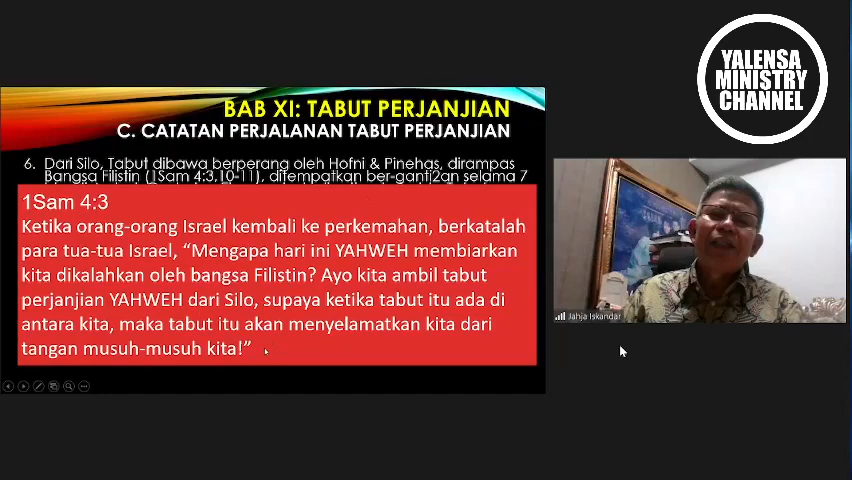 YALENSA
MINISTRY
CHANNEL
BAB XI: TABUT PERJANJIAN
C. CATATAN PERJALANAN TABUT PERJANJIAN
6. Dari Silo, Tabut dibawa berperang oleh Hofni & Pinehas, dirampas
Bangsa Filistin (1Sam 4:3,10-11), ditempatkan ber-ganti2an selama 7
1Sam 4:3
Ketika orang-orang Israel kembali ke perkemahan, berkatalah
para tua-tua Israel, “Mengapa hari ini YAHWEH membiarkan
kita dikalahkan oleh bangsa Filistin? Ayo kita ambil tabut
perjanjian YAHWEH dari Silo, supaya ketika tabut itu ada di
antara kita, maka tabut itu akan menyelamatkan kita dari
tangan musuh-musuh kita!”
Jahja Iskandar